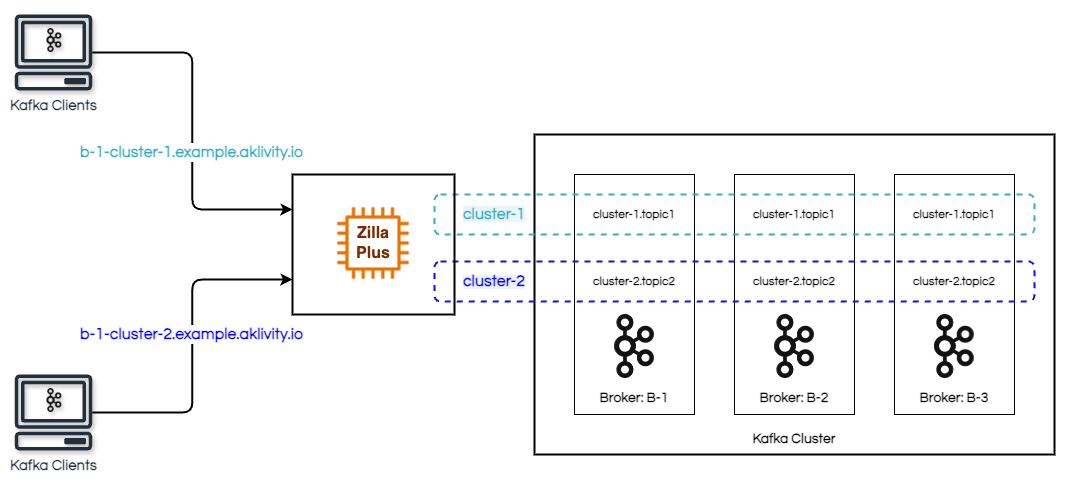 Kafka Clients
b-1-cluster-1.example.aklivity.io
Zilla
Plus
cluster-1
cluster-1.topic1
cluster-1.topic1
cluster-1.topic1
cluster-2
cluster-2.topic2
cluster-2.topic2
cluster-2.topic2
b-1-cluster-2.example.aklivity.io
Broker: B-1
Broker: B-2
Broker: B-3
Kafka Cluster
Kafka Clients